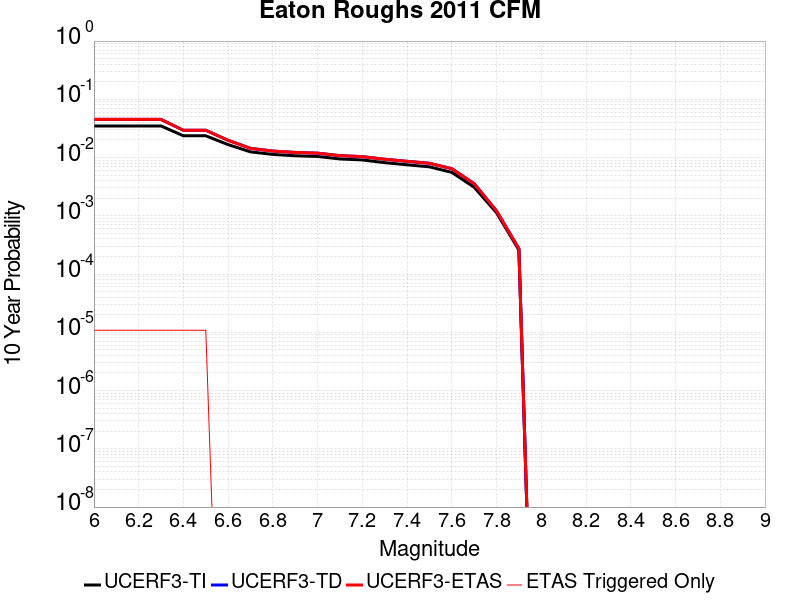 Eaton Roughs 2011 CFM
10 0
10 -1
10 -2
10 -3
10 -4
10 -5
10 -6
10 -7
10 -8
10 Year Probability
6 6.2 6.4 6.6 6.8 7 7.2 7.4 7.6 7.8 8 8.2 8.4 8.6 8.8 9
Magnitude
UCERF3-TI UCERF3-TD UCERF3-ETAS ETAS Triggered Only